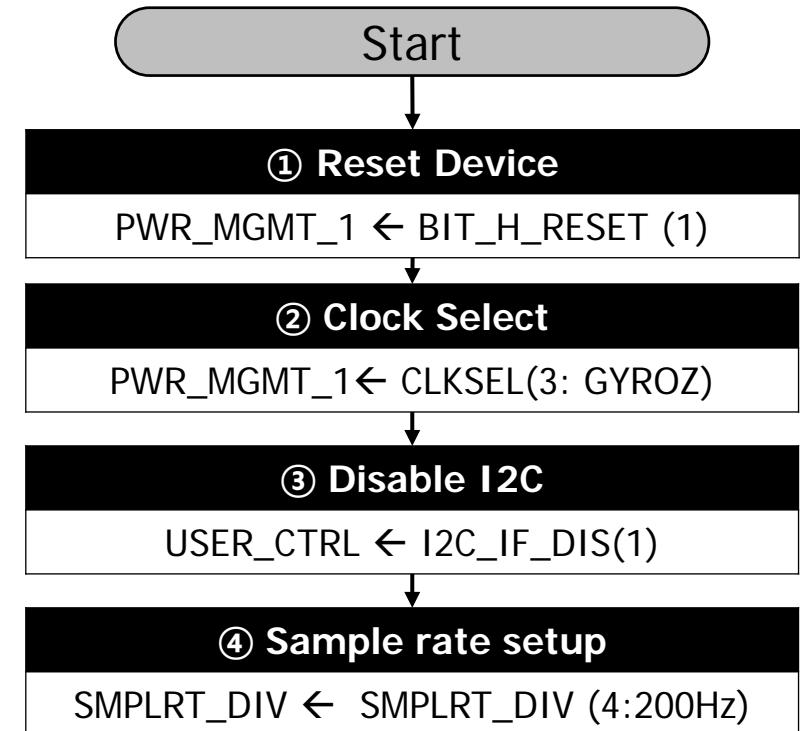 Start
① Reset Device
PWR_MGMT_1 ← BIT_H_RESET (1)
② Clock Select
PWR_MGMT_1← CLKSEL(3: GYROZ)
③ Disable I2C
USER_CTRL ← I2C_IF_DIS(1)
④ Sample rate setup
SMPLRT_DIV ← SMPLRT_DIV (4:200Hz)